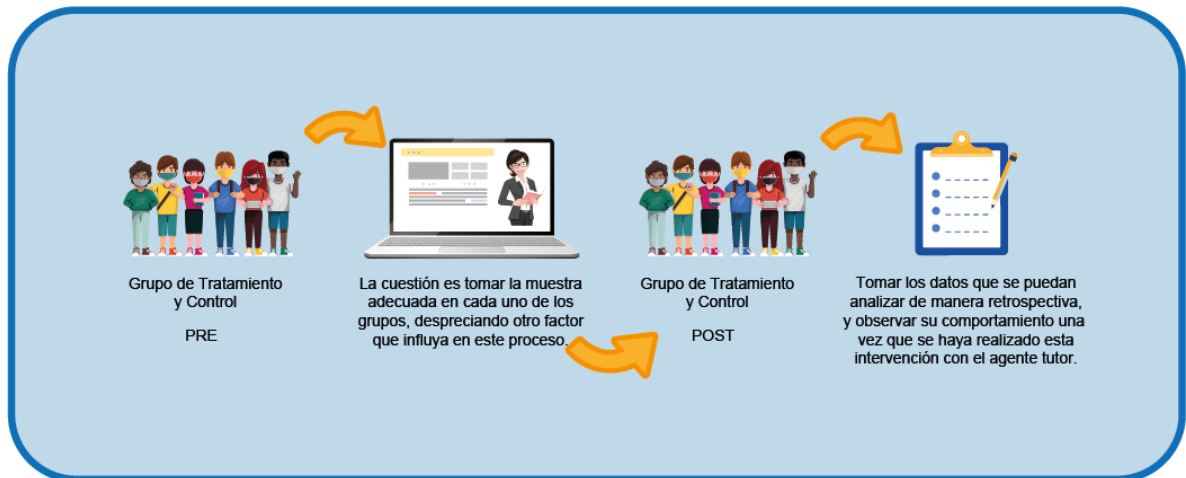 Grupo de Tratamiento
y Control
PRE
La cuestión es tomar la muestra
adecuada en cada uno de los
grupos, despreciando otro factor
que influya en este proceso.
Grupo de Tratamiento
y Control
POST
Tomar los datos que se puedan
analizar de manera retrospectiva,
y observar su comportamiento una
vez que se haya realizado esta
intervención con el agente tutor.